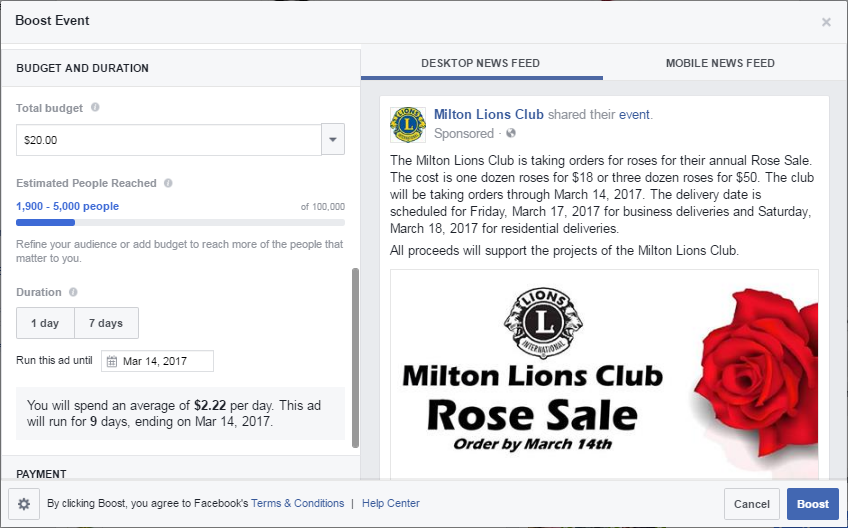 Boost Event
×
BUDGET AND DURATION
Total budget
$20.00
Estimated People Reached
1,900 - 5,000 people
of 100,000
Refine your audience or add budget to reach more of the people that
matter to you.
Duration
1 day
7 days
Run this ad until
Mar 14, 2017
You will spend an average of $2.22 per day. This ad
will run for 9 days, ending on Mar 14, 2017.
PAYMENT
DESKTOP NEWS FEED
MOBILE NEWS FEED
LIONS
L
INTERNATIONAL
Milton Lions Club shared their event.
Sponsored ·
The Milton Lions Club is taking orders for roses for their annual Rose Sale.
The cost is one dozen roses for $18 or three dozen roses for $50. The club
will be taking orders through March 14, 2017. The delivery date is
scheduled for Friday, March 17, 2017 for business deliveries and Saturday,
March 18, 2017 for residential deliveries.
All proceeds will support the projects of the Milton Lions Club.
LIONS
L
INTERNATIONAL
Milton Lions Club
Rose Sale
Order by March 14th
By clicking Boost, you agree to Facebook's Terms & Conditions | Help Center
Cancel
Boost